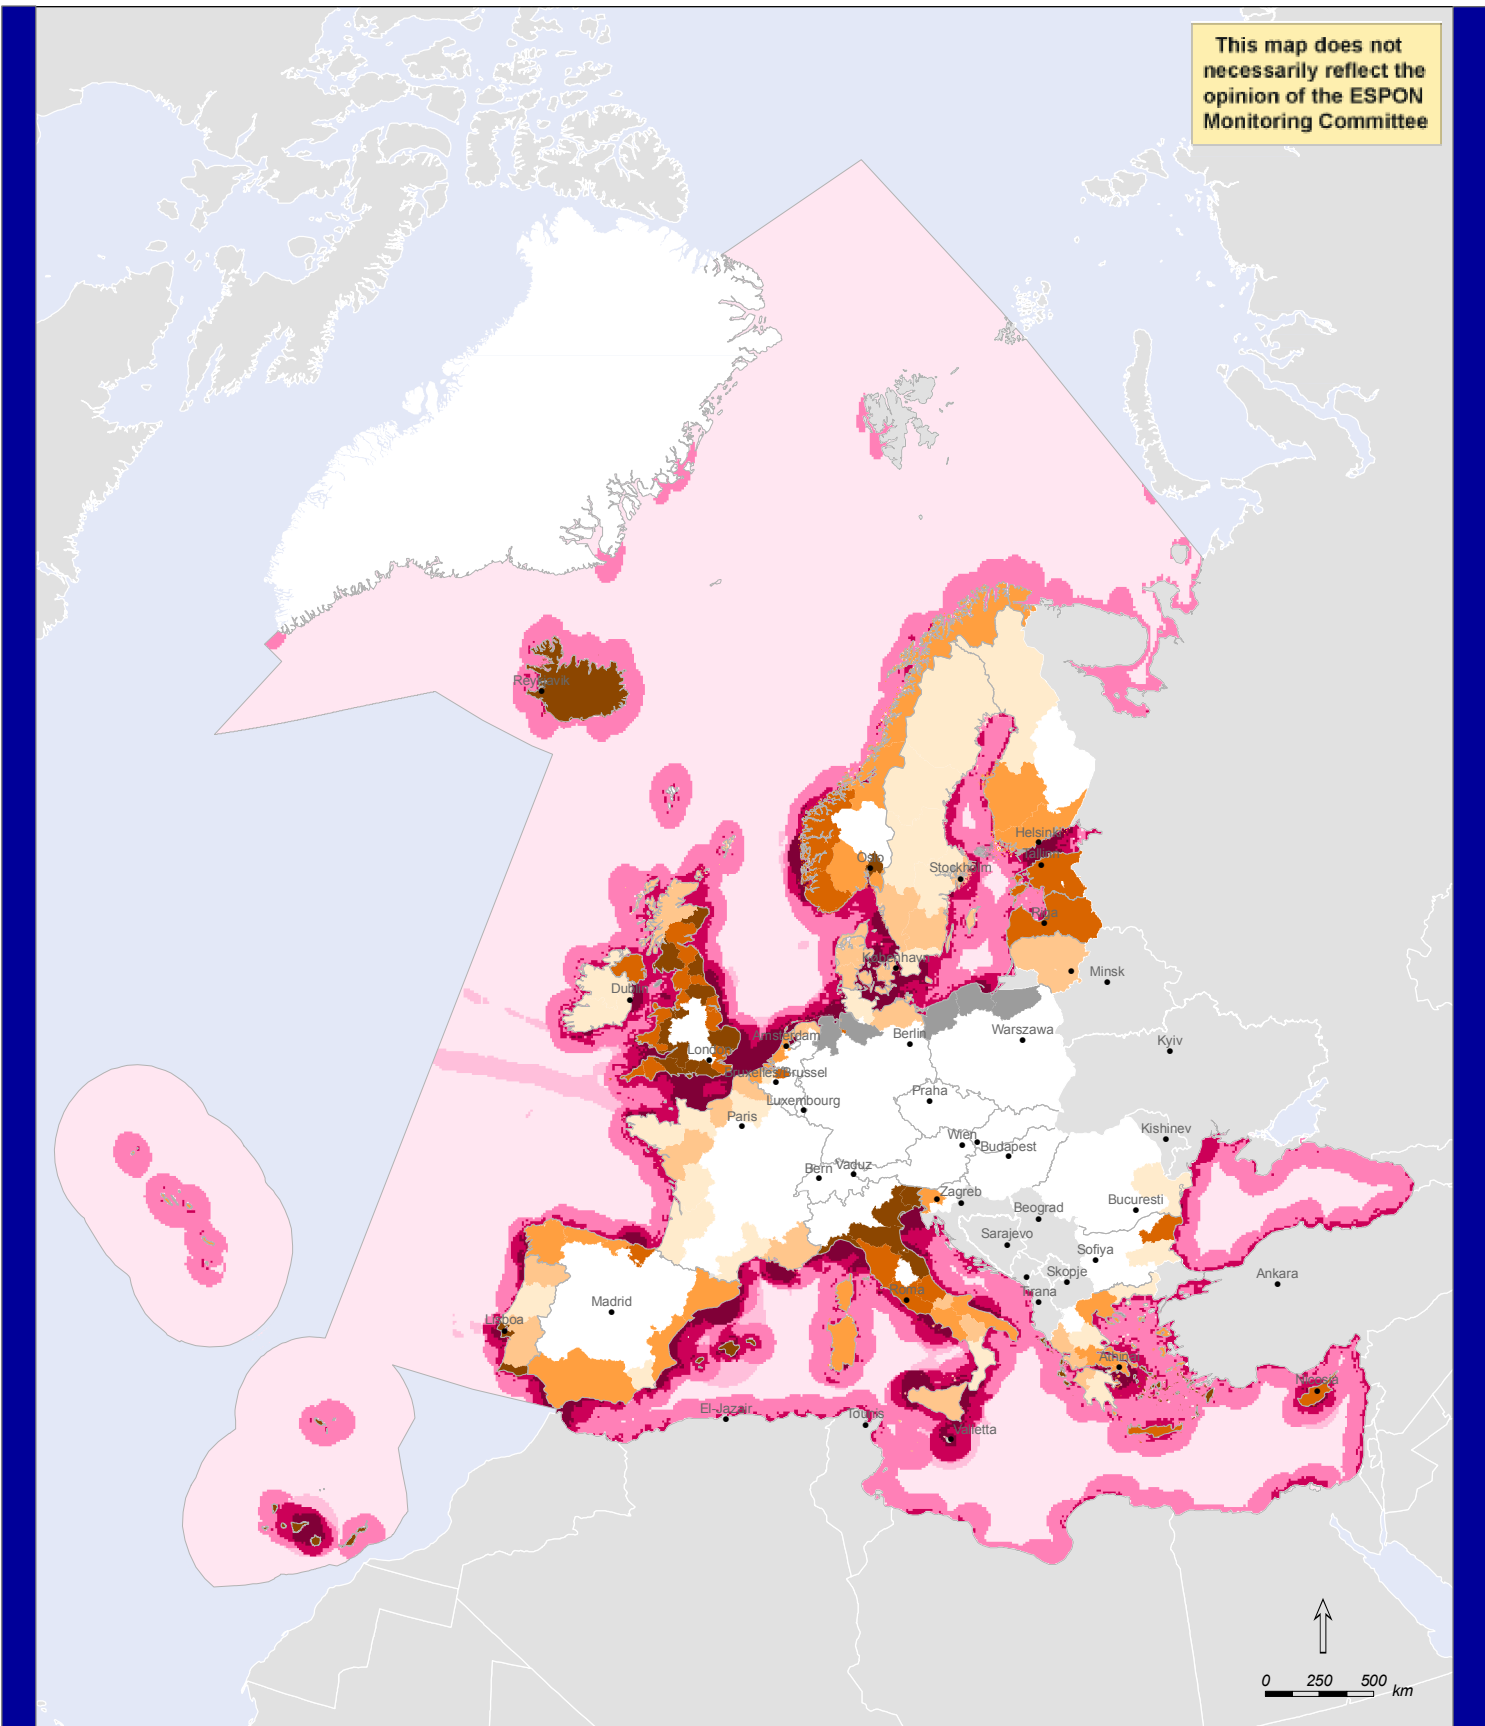 This map does not
necessarily reflect the
opinion of the ESPON
Monitoring Committee
Reykjavik
Helsinki
Oslo
Tallinn
Stockholm
Riga
København
Minsk
Dublin
Warszawa
Amsterdam
Berlin
Kyiv
London
Bruxelles/Brussel
Praha
Luxembourg
Paris
Kishinev
Wien
Budapest
Bern
Vaduz
Zagreb
Bucuresti
Beograd
Sarajevo
Sofiya
Skopje
Ankara
Madrid
Roma
Tirana
Lisboa
Athinai
Nicosia
El-Jazair
Tounis
Valletta
0 250 500
km